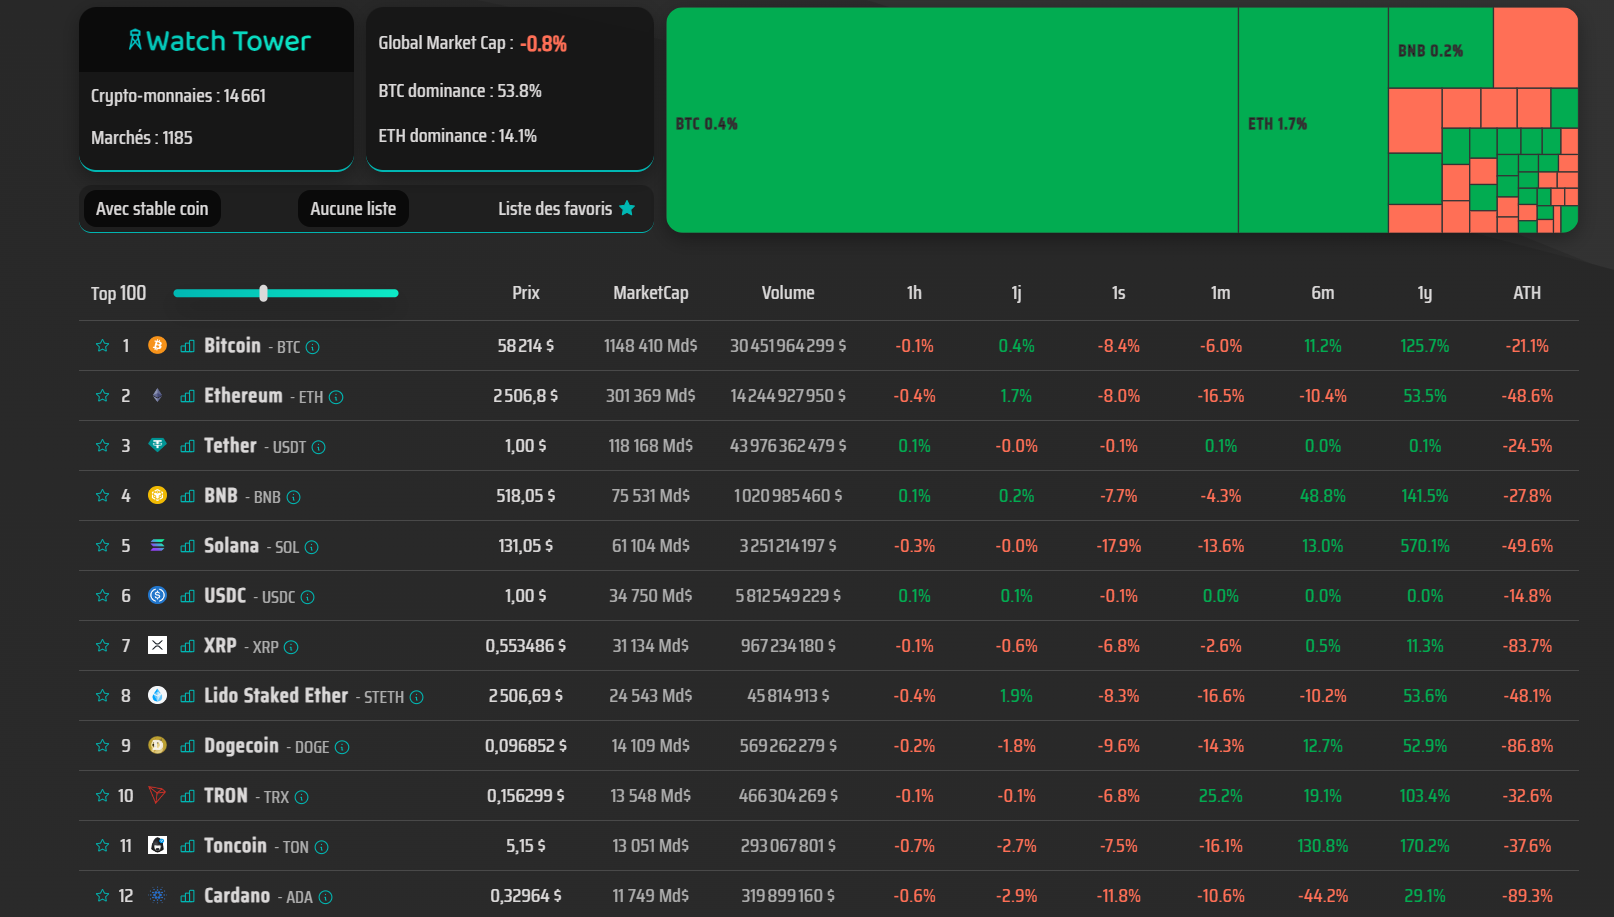 Watch Tower
Crypto-monnaies : 14 661
Marchés : 1185
Global Market Cap : -0.8%
BTC dominance : 53.8%
ETH dominance : 14.1%
Avec stable coin Aucune liste Liste des favoris
BTC 0.4%
ETH 1.7%
BNB 0.2%
Top 100 Prix MarketCap Volume 1h 1j 1s 1m 6m 1y ATH
1 Bitcoin - BTC 58 214 $ 1 148 410 Md$ 30 451 964 299 $ -0.1% 0.4% -8.4% -6.0% 11.2% 125.7% -21.1%
2 Ethereum - ETH 2 506,8 $ 301 369 Md$ 14 244 927 950 $ -0.4% 1.7% -8.0% -16.5% -10.4% 53.5% -48.6%
3 Tether - USDT 1,00 $ 118 168 Md$ 43 976 362 479 $ 0.1% -0.0% -0.1% 0.1% 0.0% 0.1% -24.5%
4 BNB - BNB 518,05 $ 75 531 Md$ 1 020 985 460 $ 0.1% 0.2% -7.7% -4.3% 48.8% 141.5% -27.8%
5 Solana - SOL 131,05 $ 61 104 Md$ 3 251 214 197 $ -0.3% -0.0% -17.9% -13.6% 13.0% 570.1% -49.6%
6 USDC - USDC 1,00 $ 34 750 Md$ 5 812 549 229 $ 0.1% 0.1% -0.1% 0.0% 0.0% 0.0% -14.8%
7 XRP - XRP 0,553486 $ 31 134 Md$ 967 234 180 $ -0.1% -0.6% -6.8% -2.6% 0.5% 11.3% -83.7%
8 Lido Staked Ether - STETH 2 506,69 $ 24 543 Md$ 45 814 913 $ -0.4% 1.9% -8.3% -16.6% -10.2% 53.6% -48.1%
9 Dogecoin - DOGE 0,096852 $ 14 109 Md$ 569 262 279 $ -0.2% -1.8% -9.6% -14.3% 12.7% 52.9% -86.8%
10 TRON - TRX 0,156299 $ 13 548 Md$ 466 304 269 $ -0.1% -0.1% -6.8% 25.2% 19.1% 103.4% -32.6%
11 Toncoin - TON 5,15 $ 13 051 Md$ 293 067 801 $ -0.7% -2.7% -7.5% -16.1% 130.8% 170.2% -37.6%
12 Cardano - ADA 0,32964 $ 11 749 Md$ 319 899 160 $ -0.6% -2.9% -11.8% -10.6% -44.2% 29.1% -89.3%